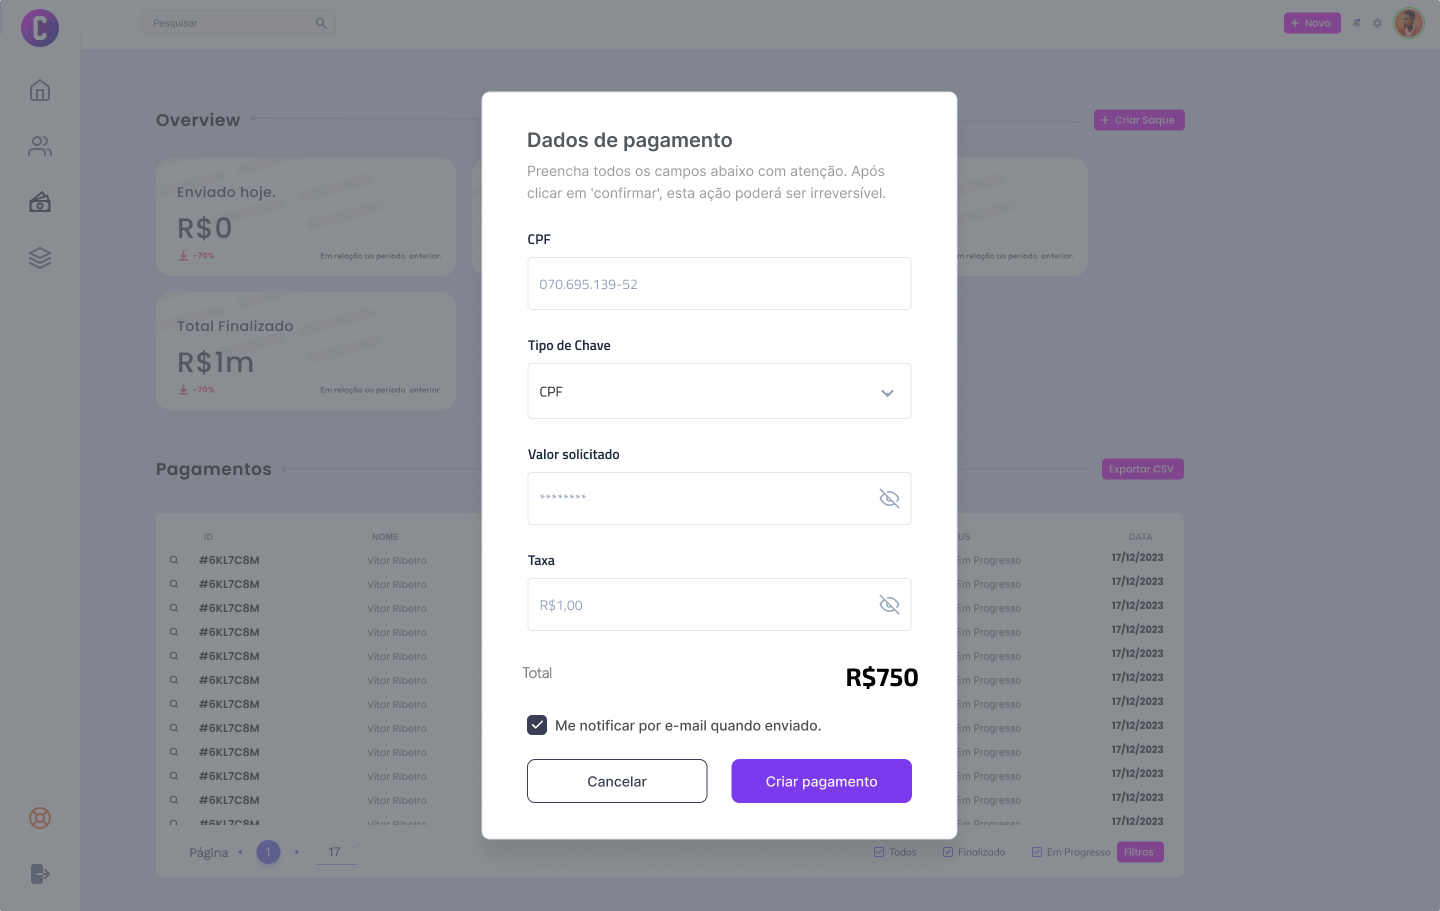 Pesquisar
+ Novo
Overview
+ Criar Saque
Enviado hoje.
R$0
-70%
Em relação ao período anterior.
m relação ao período anterior.
Total Finalizado
R$1m
-70%
Em relação ao período anterior.
Pagamentos
Exportar CSV
ID NOME US DATA
#6KL7C8M Vitor Ribeiro Em Progresso 17/12/2023
#6KL7C8M Vitor Ribeiro Em Progresso 17/12/2023
#6KL7C8M Vitor Ribeiro Em Progresso 17/12/2023
#6KL7C8M Vitor Ribeiro Em Progresso 17/12/2023
#6KL7C8M Vitor Ribeiro Em Progresso 17/12/2023
#6KL7C8M Vitor Ribeiro Em Progresso 17/12/2023
#6KL7C8M Vitor Ribeiro Em Progresso 17/12/2023
#6KL7C8M Vitor Ribeiro Em Progresso 17/12/2023
#6KL7C8M Vitor Ribeiro Em Progresso 17/12/2023
#6KL7C8M Vitor Ribeiro Em Progresso 17/12/2023
#6KL7C8M Vitor Ribeiro Em Progresso 17/12/2023
#6KL7C8M Vitor Ribeiro Em Progresso 17/12/2023
Página 1 17
Todos Finalizado Em Progresso Filtros
Dados de pagamento
Preencha todos os campos abaixo com atenção. Após
clicar em 'confirmar', esta ação poderá ser irreversível.
CPF
070.695.139-52
Tipo de Chave
CPF
Valor solicitado
********
Taxa
R$1,00
Total R$750
Me notificar por e-mail quando enviado.
Cancelar
Criar pagamento